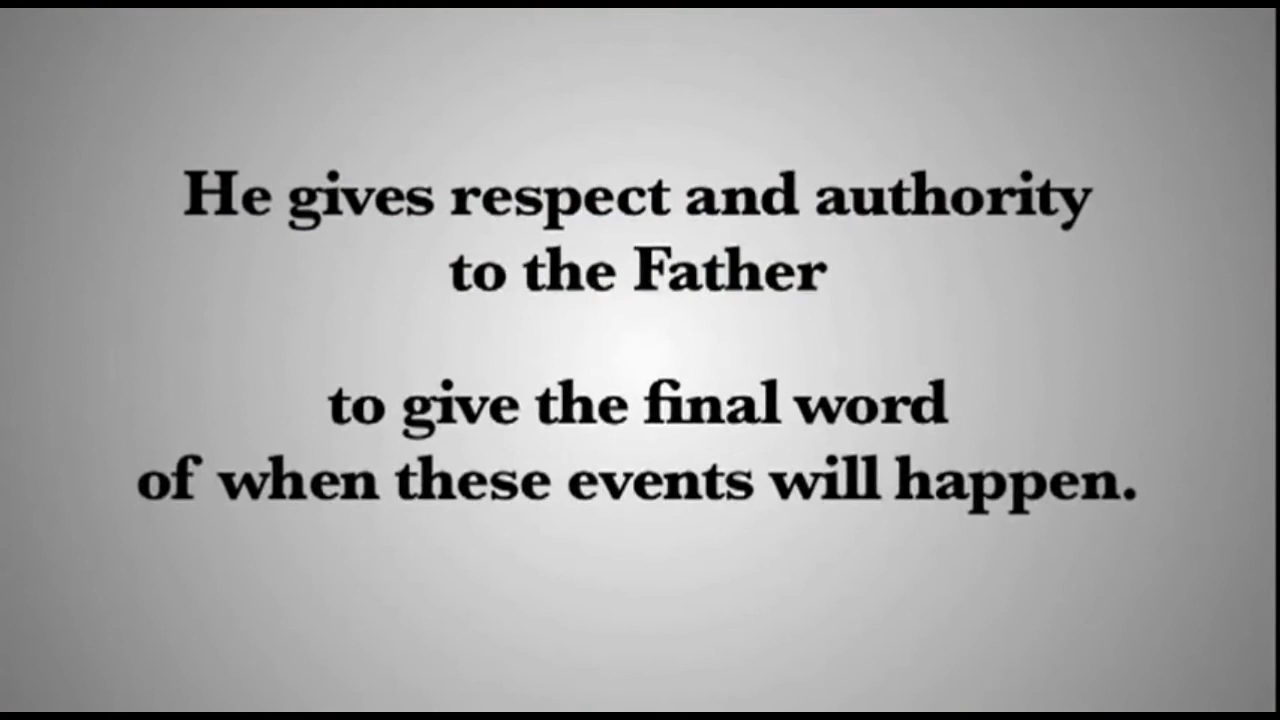 He gives respect and authority
to the Father
to give the final word
of when these events will happen.